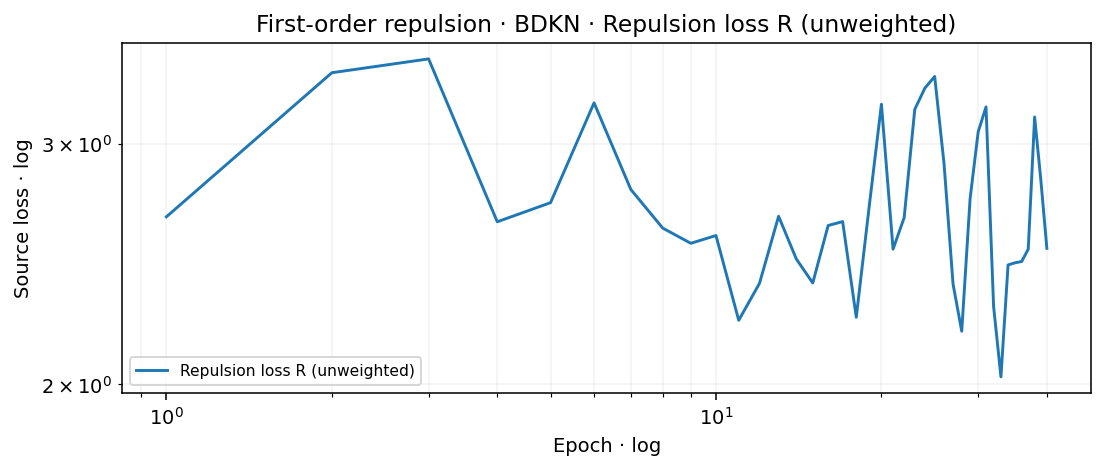 First-order repulsion · BDKN · Repulsion loss R (unweighted)
Source loss · log
3 × 10⁰
2 × 10⁰
Repulsion loss R (unweighted)
10⁰
10¹
Epoch · log